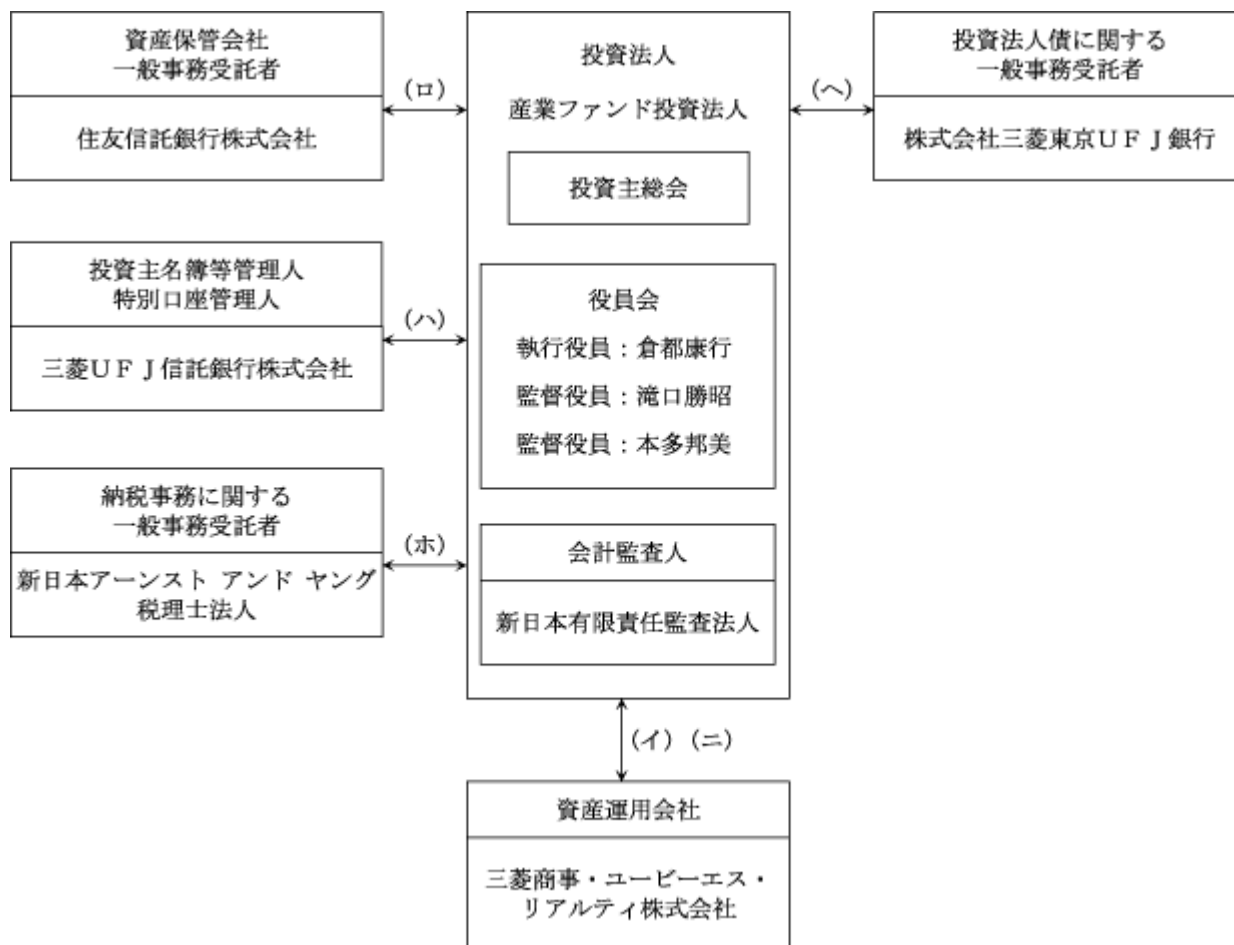 資産保管会社
一般事務受託者
住友信託銀行株式会社
(ロ)
投資主名簿等管理人
特別口座管理人
三菱UFJ信託銀行株式会社
(ハ)
納税事務に関する
一般事務受託者
新日本アーンスト アンド ヤング
税理士法人
(ホ)
投資法人
産業ファンド投資法人
投資主総会
役員会
執行役員:倉都康行
監督役員:滝口勝昭
監督役員:本多邦美
会計監査人
新日本有限責任監査法人
(ヘ)
投資法人債に関する
一般事務受託者
株式会社三菱東京UFJ銀行
(イ)(ニ)
資産運用会社
三菱商事・ユービーエス・
リアルティ株式会社